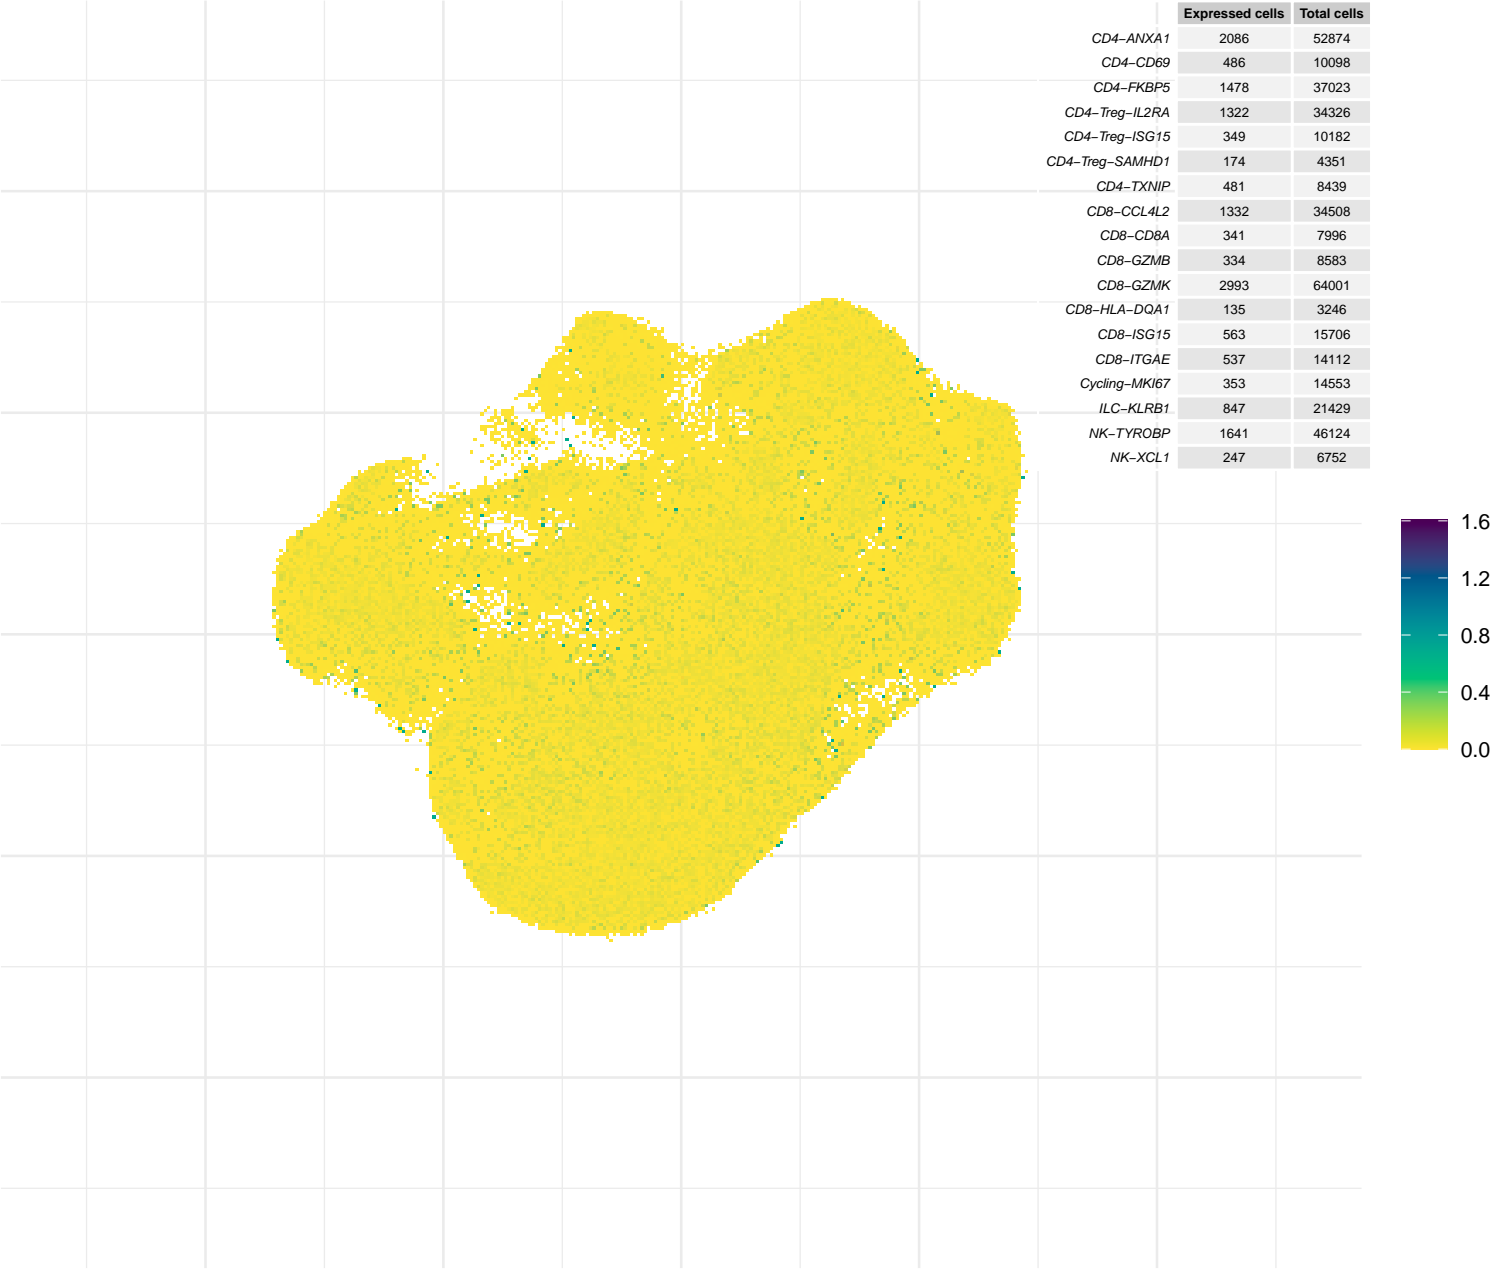 Expressed cells Total cells
CD4−ANXA1 2086 52874
CD4−CD69 486 10098
CD4−FKBP5 1478 37023
CD4−Treg−IL2RA 1322 34326
CD4−Treg−ISG15 349 10182
CD4−Treg−SAMHD1 174 4351
CD4−TXNIP 481 8439
CD8−CCL4L2 1332 34508
CD8−CD8A 341 7996
CD8−GZMB 334 8583
CD8−GZMK 2993 64001
CD8−HLA−DQA1 135 3246
CD8−ISG15 563 15706
CD8−ITGAE 537 14112
Cycling−MKI67 353 14553
ILC−KLRB1 847 21429
NK−TYROBP 1641 46124
NK−XCL1 247 6752
1.6
1.2
0.8
0.4
0.0